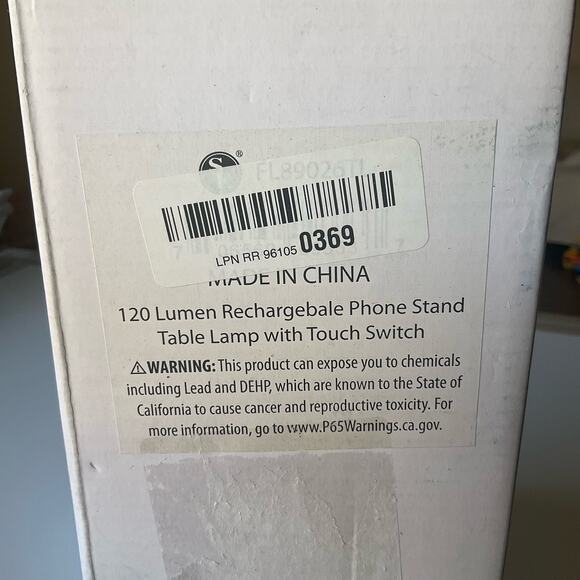 ®
FL89026TL
LPN RR 96105 0369
MADE IN CHINA
120 Lumen Rechargebale Phone Stand
Table Lamp with Touch Switch
⚠WARNING: This product can expose you to chemicals
including Lead and DEHP, which are known to the State of
California to cause cancer and reproductive toxicity. For
more information, go to www.P65Warnings.ca.gov.